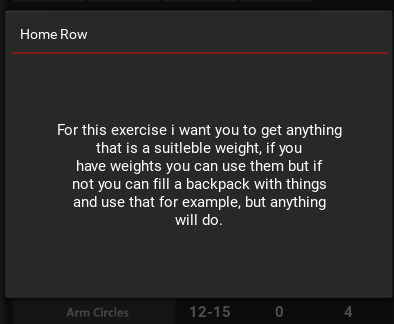 Home Row
For this exercise i want you to get anything
that is a suitleble weight, if you
have weights you can use them but if
not you can fill a backpack with things
and use that for example, but anything
will do.
Arm Circles 12-15 0 4